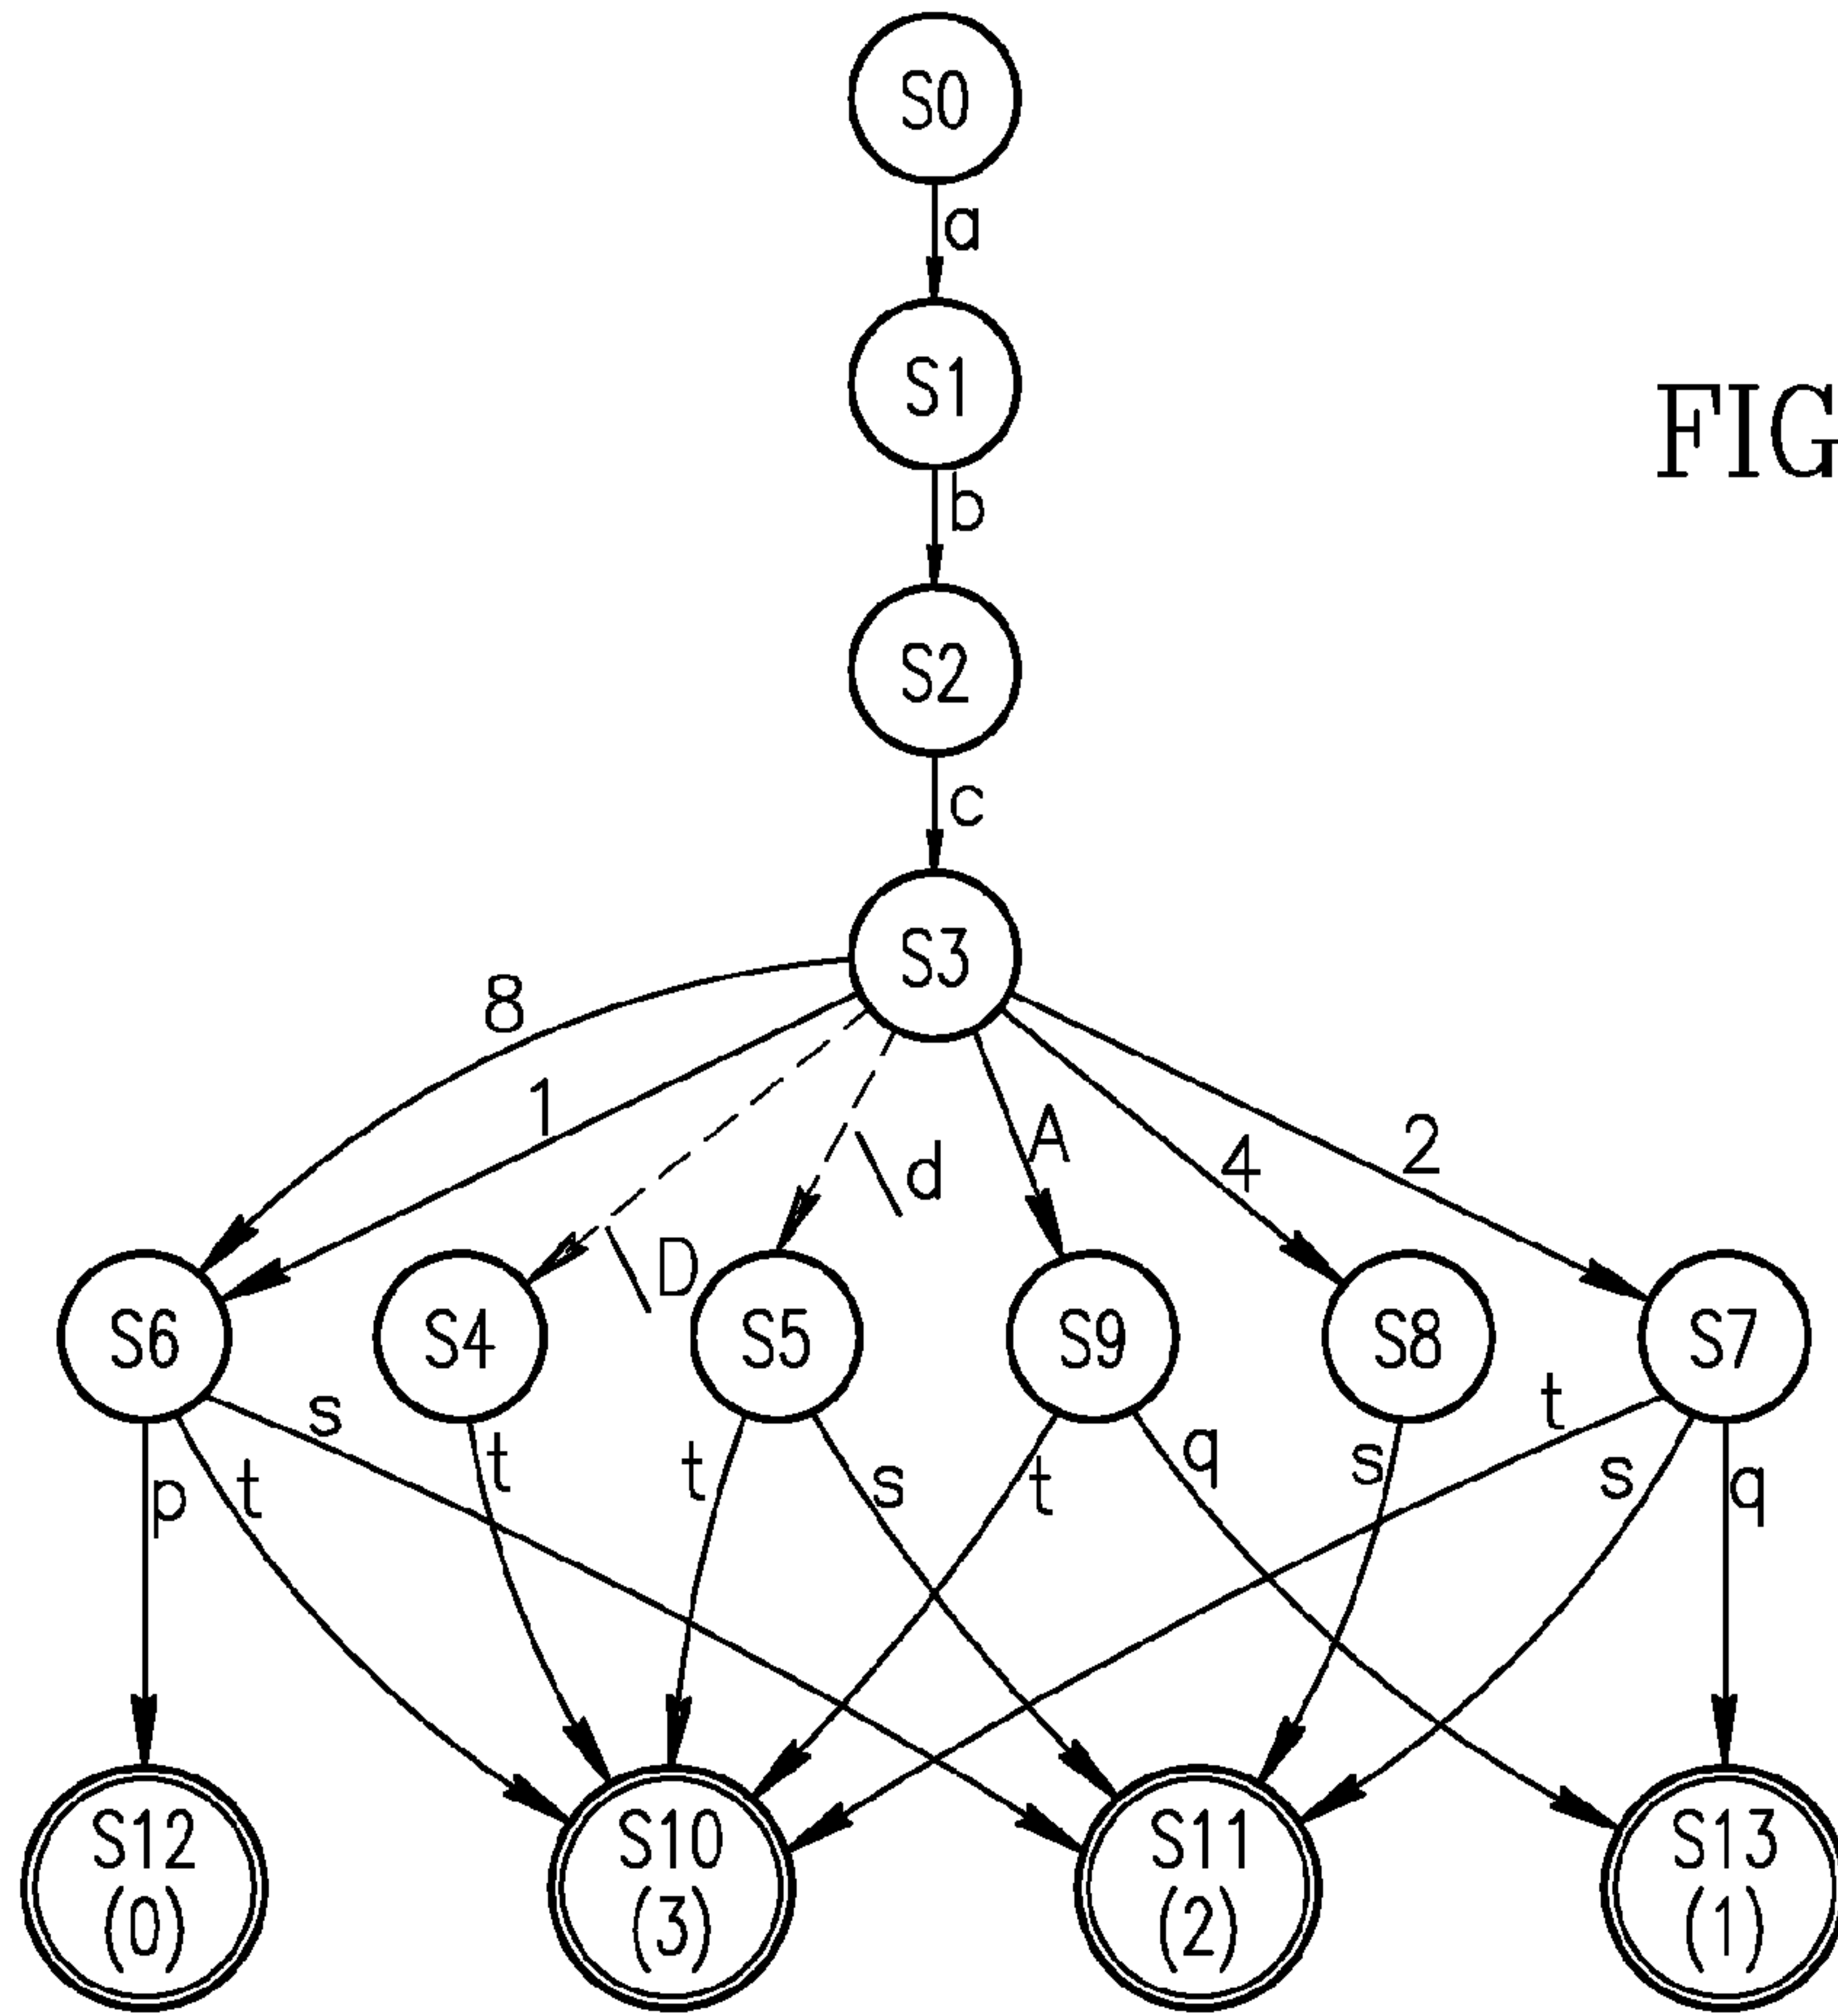 S0
a
S1
FIG
b
S2
c
S3
8
1
A
2
\d
4
\D
S6
S4
S5
S9
S8
S7
s
t
t
t
q
s
t
p
t
s
s
q
S12
(0)
S10
(3)
S11
(2)
S13
(1)